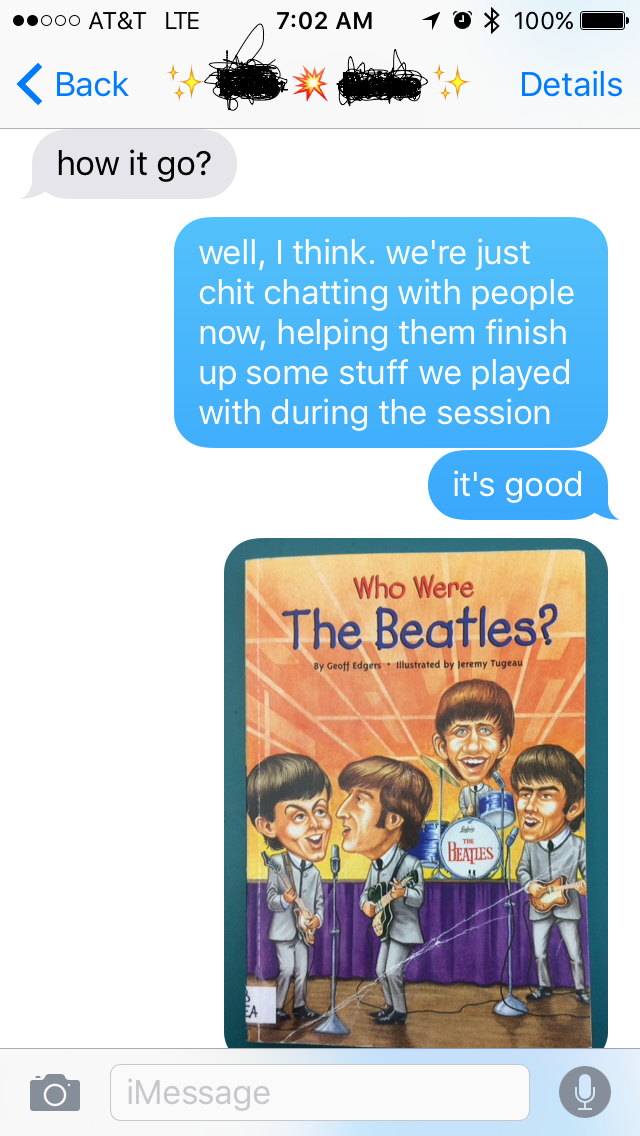 AT&T LTE 7:02 AM 100%
Back Details
how it go?
well, I think. we're just
chit chatting with people
now, helping them finish
up some stuff we played
with during the session
it's good
Who Were
The Beatles?
By Geoff Edgers • Illustrated by Jeremy Tugeau
Ludwig
THE
BEATLES
EA
iMessage